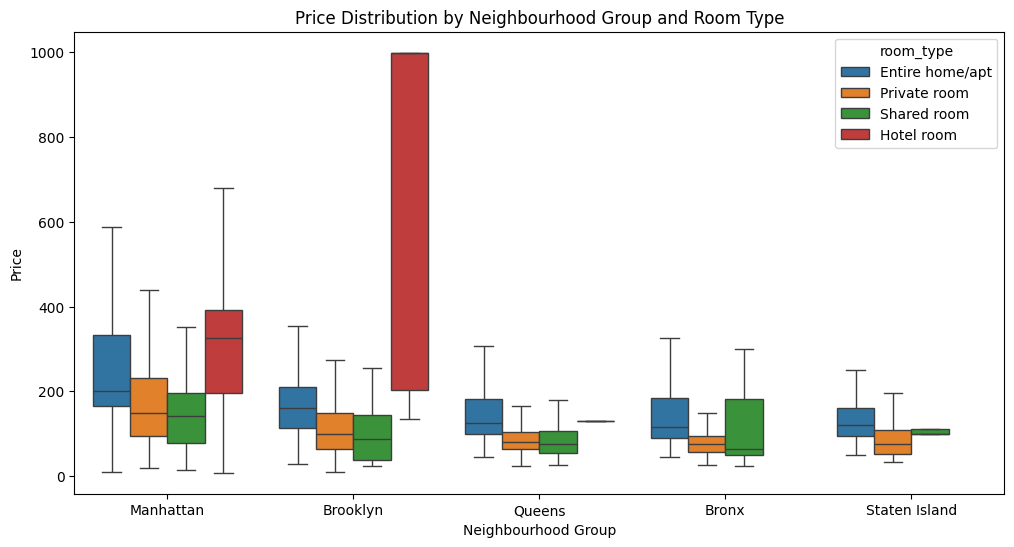 Price Distribution by Neighbourhood Group and Room Type
room_type
Entire home/apt
Private room
Shared room
Hotel room
Price
1000
800
600
400
200
0
Manhattan Brooklyn Queens Bronx Staten Island
Neighbourhood Group